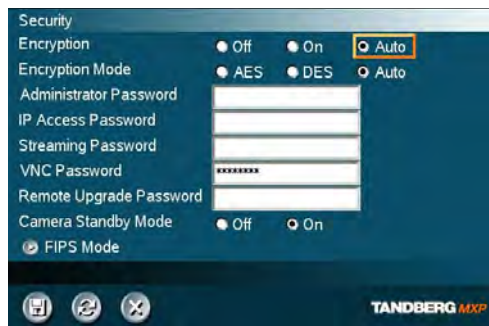 Security
Encryption Off On Auto
Encryption Mode AES DES Auto
Administrator Password
IP Access Password
Streaming Password
VNC Password ********
Remote Upgrade Password
Camera Standby Mode Off On
FIPS Mode
TANDBERG MXP